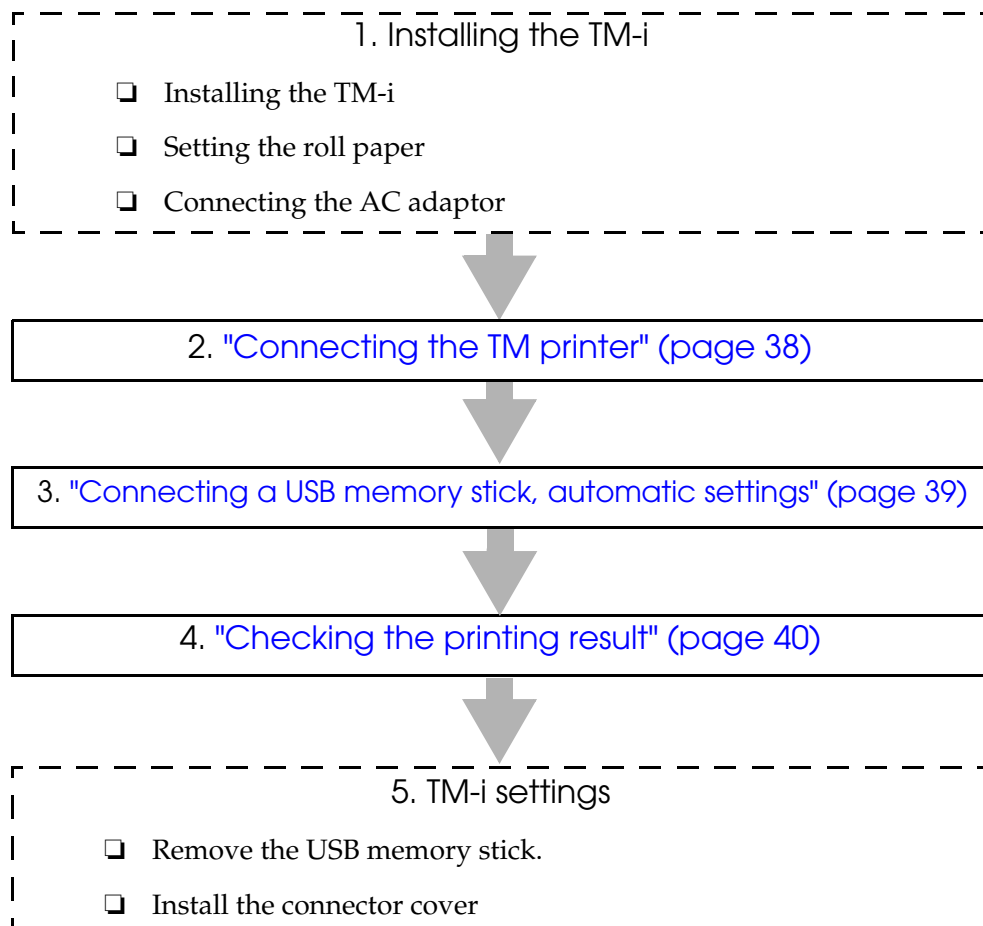 1. Installing the TM-i
❏ Installing the TM-i
❏ Setting the roll paper
❏ Connecting the AC adaptor
2. "Connecting the TM printer" (page 38)
3. "Connecting a USB memory stick, automatic settings" (page 39)
4. "Checking the printing result" (page 40)
5. TM-i settings
❏ Remove the USB memory stick.
❏ Install the connector cover